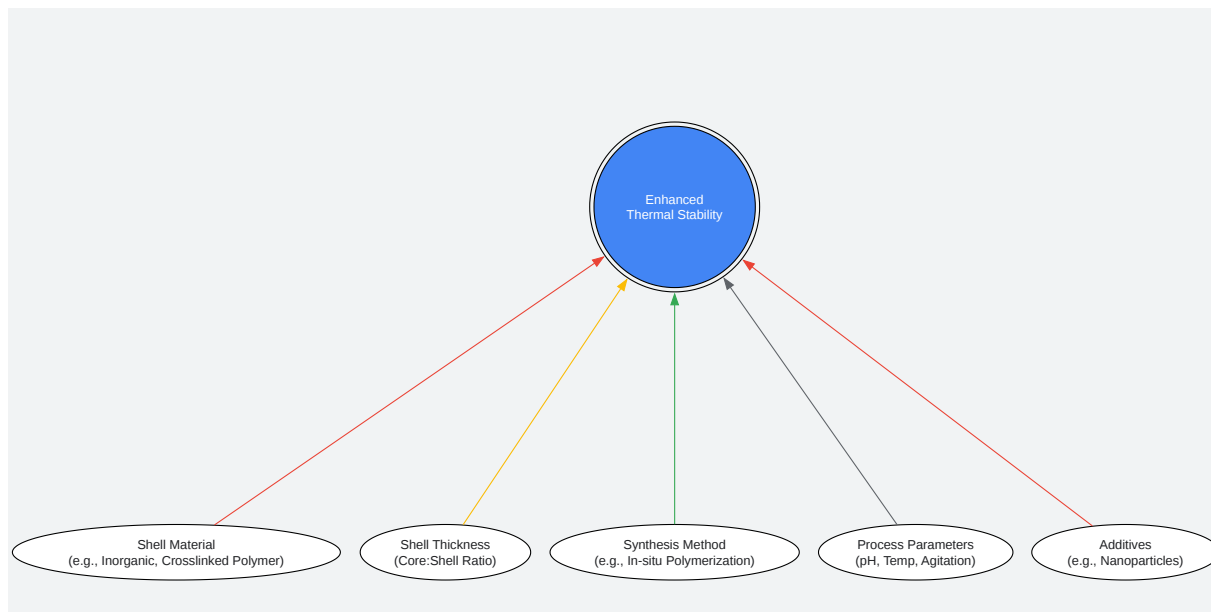 Enhanced
Thermal Stability
Shell Material
(e.g., Inorganic, Crosslinked Polymer)
Shell Thickness
(Core:Shell Ratio)
Synthesis Method
(e.g., In-situ Polymerization)
Process Parameters
(pH, Temp, Agitation)
Additives
(e.g., Nanoparticles)